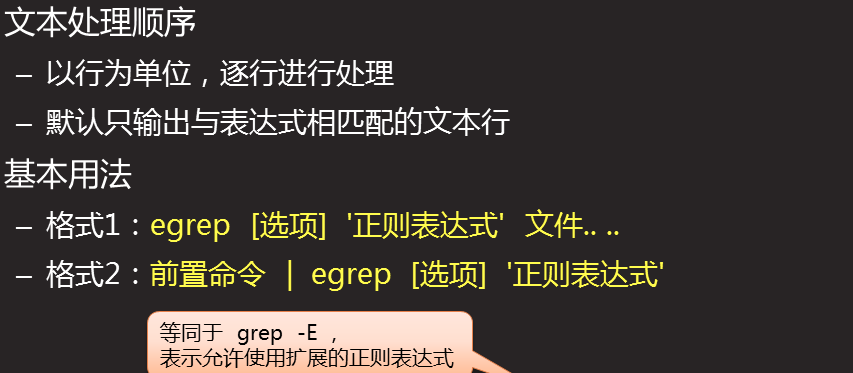 文本处理顺序
– 以行为单位，逐行进行处理
– 默认只输出与表达式相匹配的文本行
基本用法
– 格式1：egrep [选项] '正则表达式' 文件.. ..
– 格式2：前置命令 | egrep [选项] '正则表达式'
等同于 grep -E ，
表示允许使用扩展的正则表达式